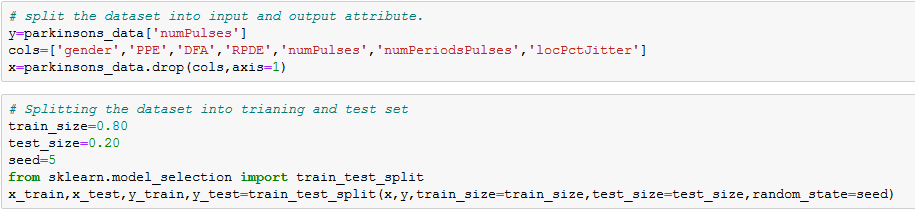 # split the dataset into input and output attribute.
y=parkinsons_data['numPulses']
cols=['gender','PPE','DFA','RPDE','numPulses','numPeriodsPulses','locPctJitter']
x=parkinsons_data.drop(cols,axis=1)
# Splitting the dataset into trianing and test set
train_size=0.80
test_size=0.20
seed=5
from sklearn.model_selection import train_test_split
x_train,x_test,y_train,y_test=train_test_split(x,y,train_size=train_size,test_size=test_size,random_state=seed)